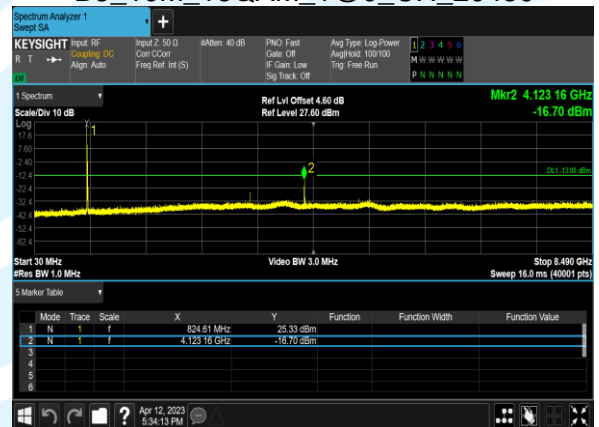 Spectrum Analyzer 1
Swept SA
+
KEYSIGHT Input: RF Input Z: 50 Ω #Atten: 40 dB PNO: Fast Avg Type: Log-Power 1 2 3 4 5 6
R T Coupling: DC Corr CCorr Gate: Off Avg|Hold: 100/100 M W W W W W
Align: Auto Freq Ref: Int (S) IF Gain: Low Trig: Free Run
LW Sig Track: Off P N N N N N
1 Spectrum Ref Lvl Offset 4.60 dB Mkr2 4.123 16 GHz
Scale/Div 10 dB Ref Level 27.60 dBm -16.70 dBm
Log
1
17.6
7.60
-2.40
2
DL1 -13.00 dBm
-12.4
-22.4
-32.4
-42.4
-52.4
-62.4
Start 30 MHz Video BW 3.0 MHz Stop 8.490 GHz
#Res BW 1.0 MHz Sweep 16.0 ms (40001 pts)
5 Marker Table
Mode Trace Scale X Y Function Function Width Function Value
1 N 1 f 824.61 MHz 25.33 dBm
2 N 1 f 4.123 16 GHz -16.70 dBm
3
4
5
6
? Apr 12, 2023
5:34:13 PM